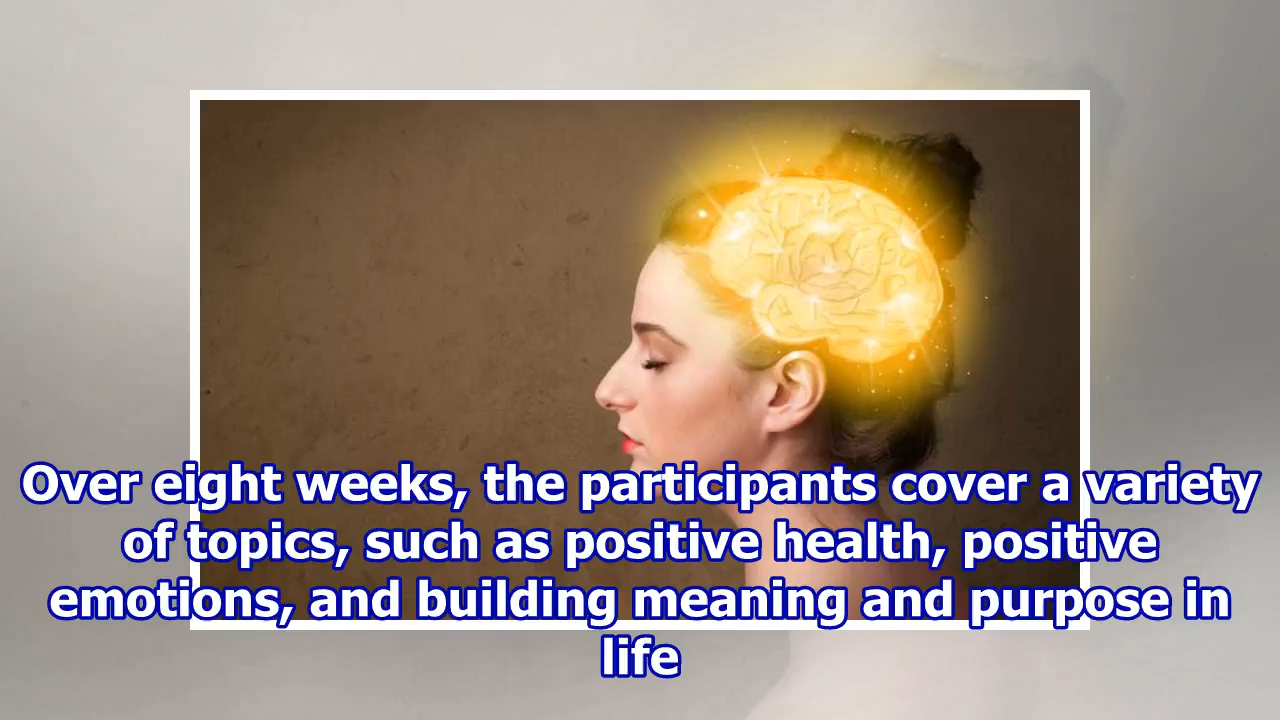 Over eight weeks, the participants cover a variety
of topics, such as positive health, positive
emotions, and building meaning and purpose in
life